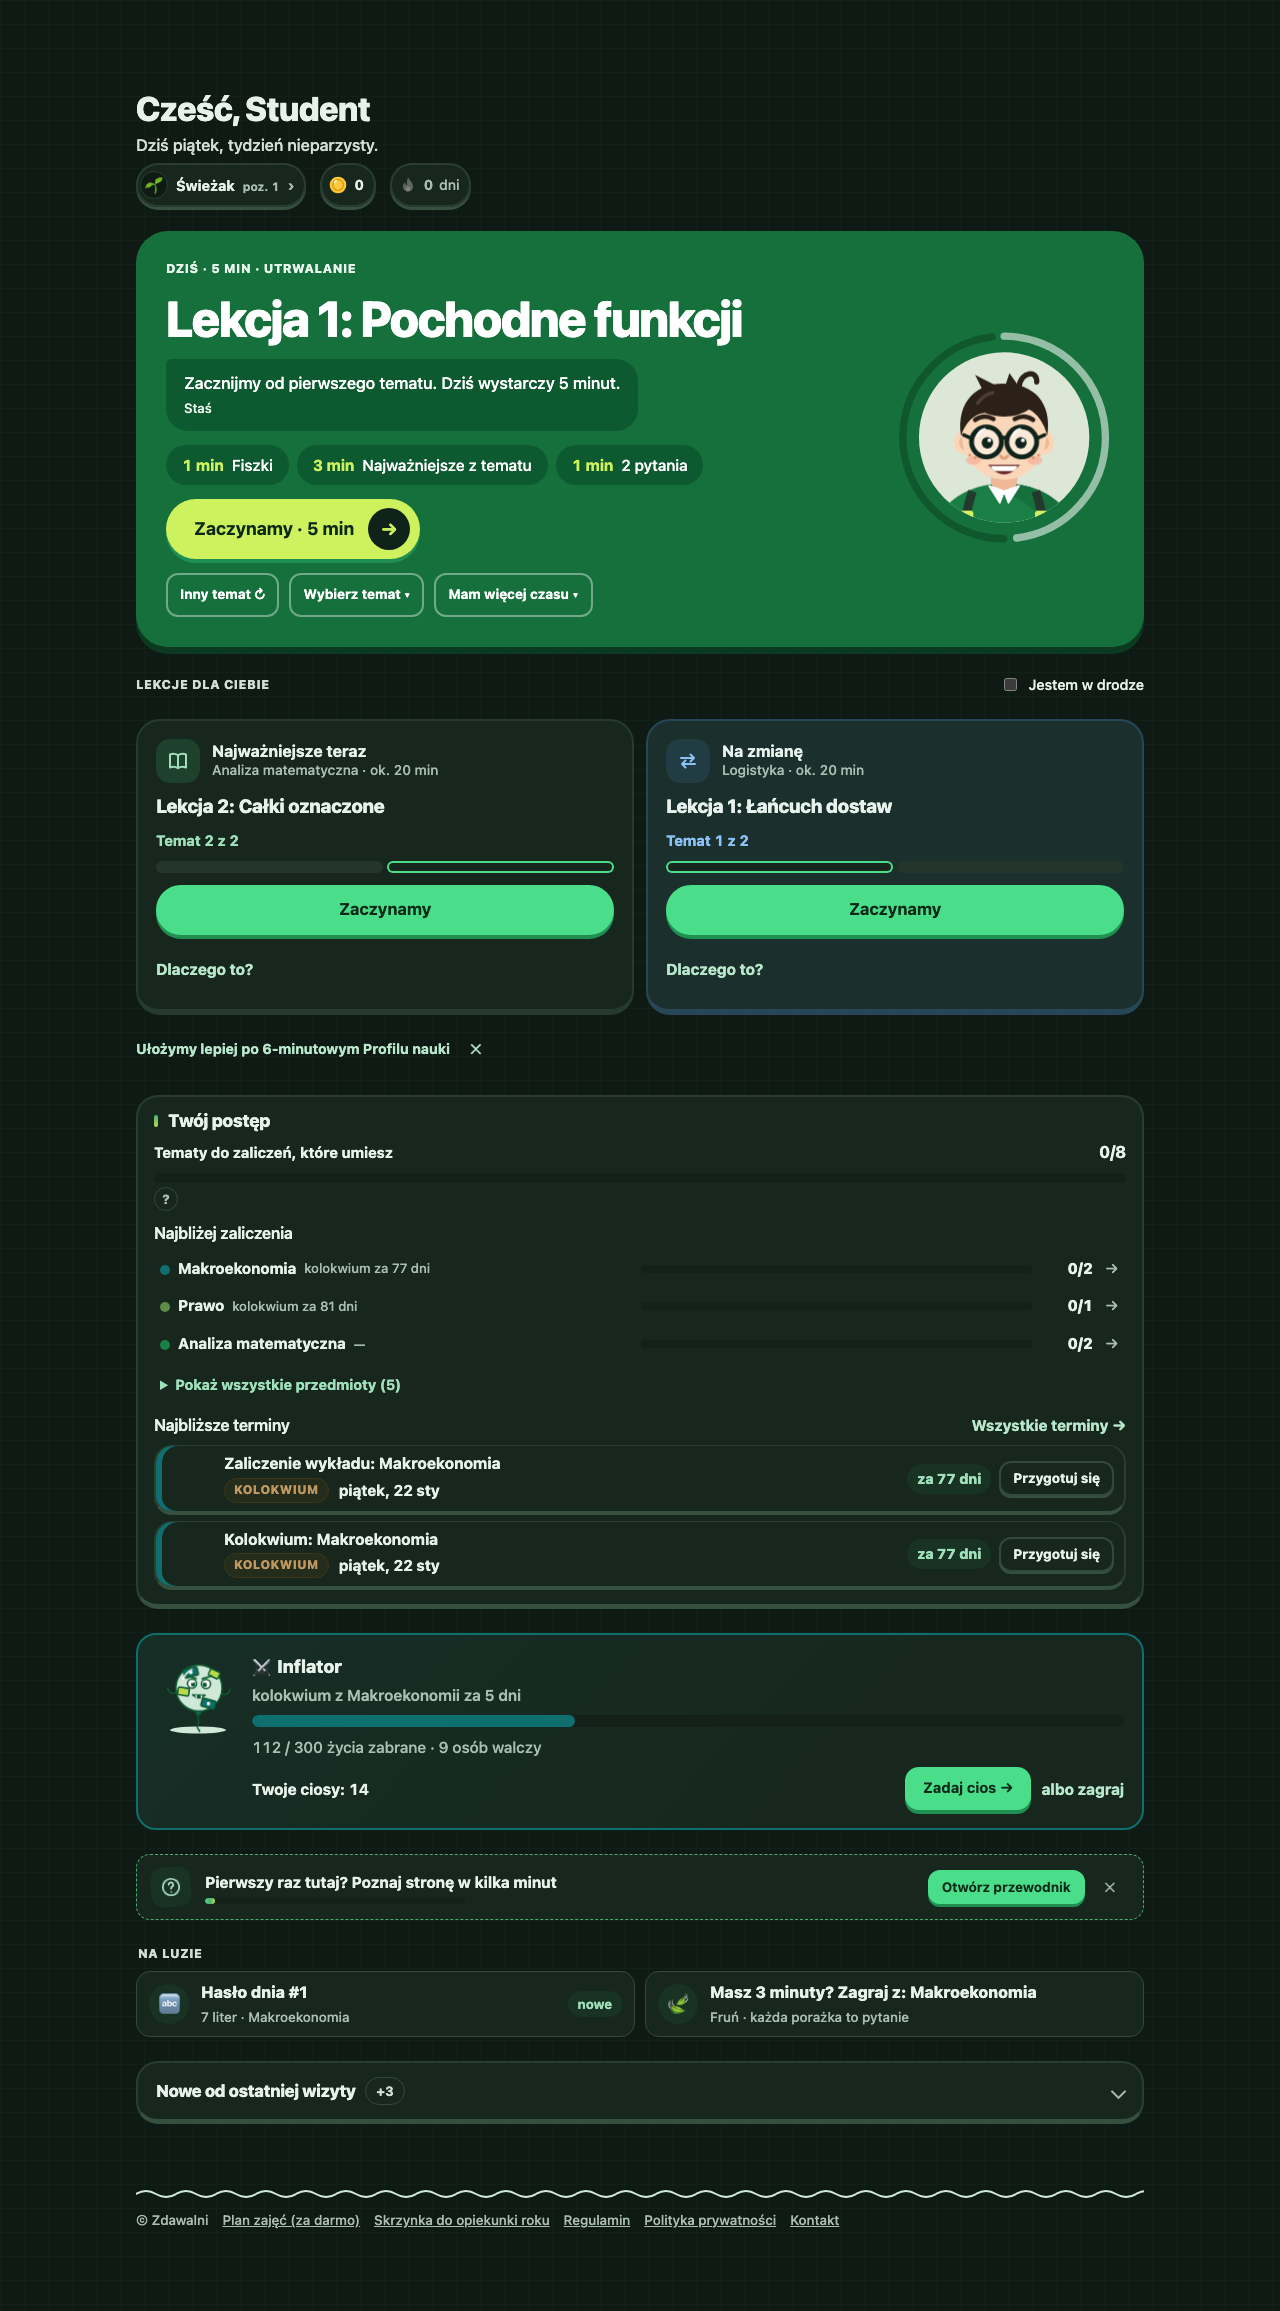 Cześć, Student
Dziś piątek, tydzień nieparzysty.
Świeżak poz. 1 ›
0
0 dni
DZIŚ · 5 MIN · UTRWALANIE
Lekcja 1: Pochodne funkcji
Zacznijmy od pierwszego tematu. Dziś wystarczy 5 minut.
Staś
1 min Fiszki
3 min Najważniejsze z tematu
1 min 2 pytania
Zaczynamy · 5 min →
Inny temat ↻
Wybierz temat ▾
Mam więcej czasu ▾
LEKCJE DLA CIEBIE
Jestem w drodze
Najważniejsze teraz
Analiza matematyczna · ok. 20 min
Lekcja 2: Całki oznaczone
Temat 2 z 2
Zaczynamy
Dlaczego to?
Na zmianę
Logistyka · ok. 20 min
Lekcja 1: Łańcuch dostaw
Temat 1 z 2
Zaczynamy
Dlaczego to?
Ułożymy lepiej po 6-minutowym Profilu nauki ✕
Twój postęp
Tematy do zaliczeń, które umiesz 0/8
?
Najbliżej zaliczenia
Makroekonomia kolokwium za 77 dni 0/2 →
Prawo kolokwium za 81 dni 0/1 →
Analiza matematyczna — 0/2 →
▶ Pokaż wszystkie przedmioty (5)
Najbliższe terminy Wszystkie terminy →
Zaliczenie wykładu: Makroekonomia
KOLOKWIUM piątek, 22 sty
za 77 dni Przygotuj się
Kolokwium: Makroekonomia
KOLOKWIUM piątek, 22 sty
za 77 dni Przygotuj się
⚔ Inflator
kolokwium z Makroekonomii za 5 dni
112 / 300 życia zabrane · 9 osób walczy
Twoje ciosy: 14
Zadaj cios → albo zagraj
Pierwszy raz tutaj? Poznaj stronę w kilka minut
Otwórz przewodnik ✕
NA LUZIE
abc
Hasło dnia #1
7 liter · Makroekonomia
nowe
Masz 3 minuty? Zagraj z: Makroekonomia
Fruń · każda porażka to pytanie
Nowe od ostatniej wizyty +3
© Zdawalni Plan zajęć (za darmo) Skrzynka do opiekunki roku Regulamin Polityka prywatności Kontakt